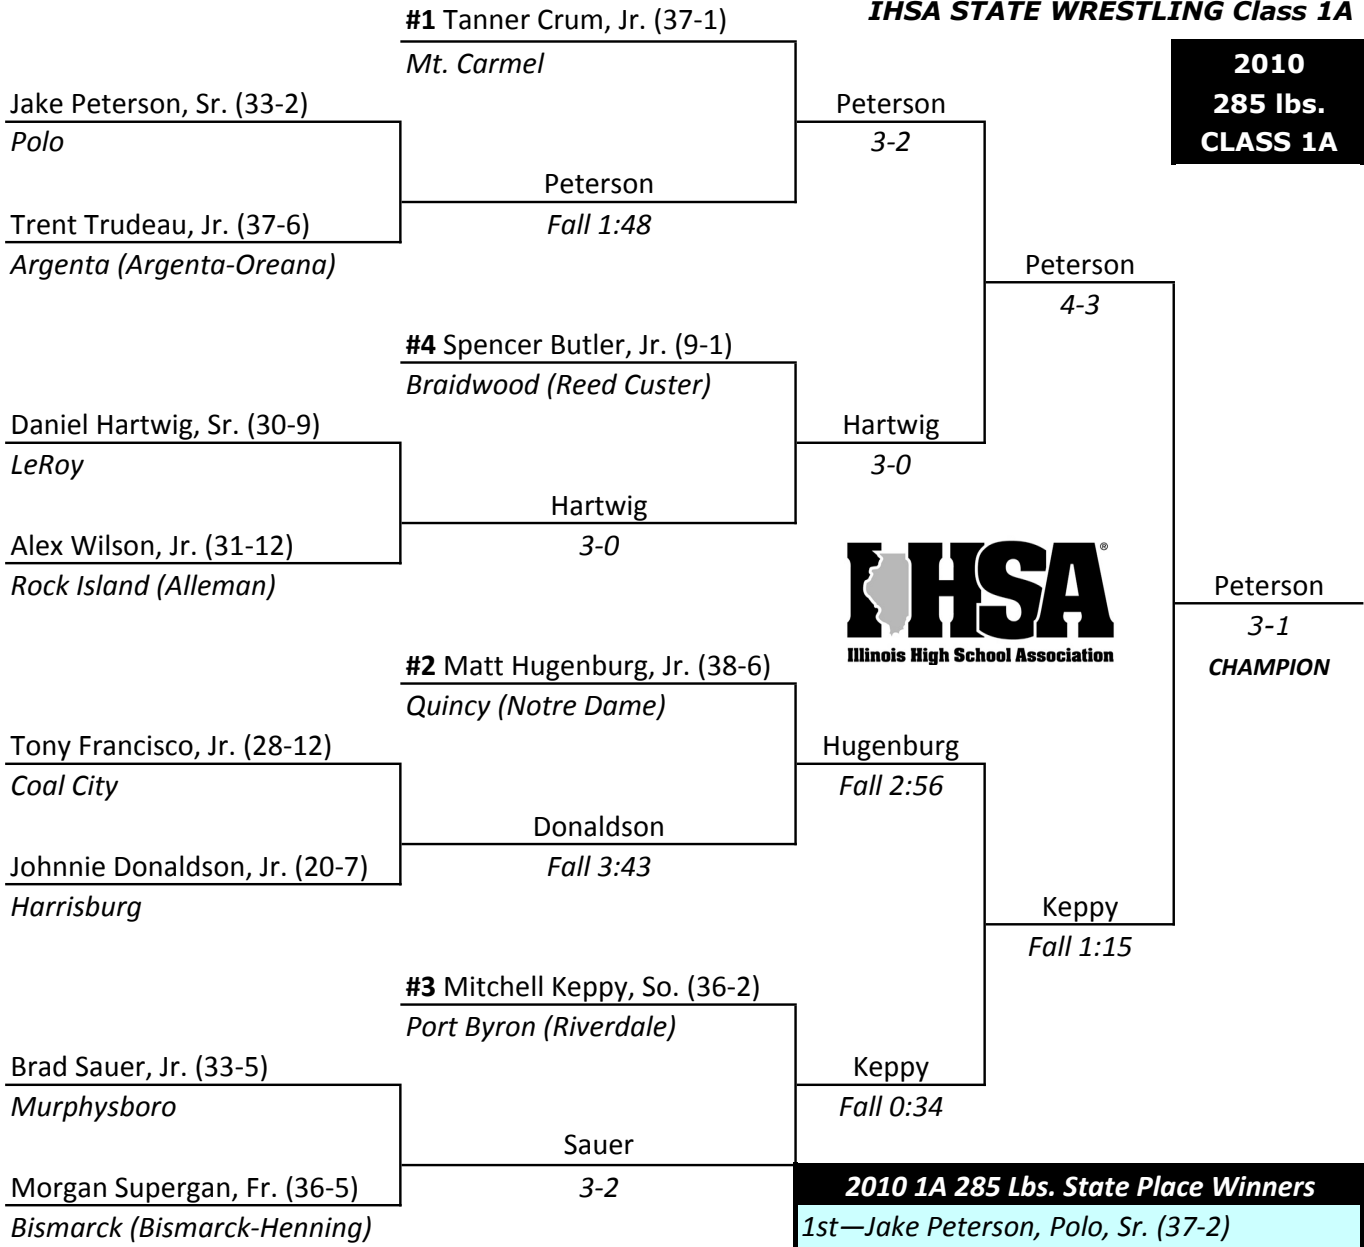 IHSA STATE WRESTLING Class 1A
2010
285 lbs.
CLASS 1A
#1 Tanner Crum, Jr. (37-1)
Mt. Carmel
Jake Peterson, Sr. (33-2)
Polo
Peterson
3-2
Peterson
Fall 1:48
Trent Trudeau, Jr. (37-6)
Argenta (Argenta-Oreana)
Peterson
4-3
#4 Spencer Butler, Jr. (9-1)
Braidwood (Reed Custer)
Daniel Hartwig, Sr. (30-9)
LeRoy
Hartwig
3-0
Hartwig
3-0
Alex Wilson, Jr. (31-12)
Rock Island (Alleman)
IHSA®
Illinois High School Association
Peterson
3-1
CHAMPION
#2 Matt Hugenburg, Jr. (38-6)
Quincy (Notre Dame)
Tony Francisco, Jr. (28-12)
Coal City
Hugenburg
Fall 2:56
Donaldson
Fall 3:43
Johnnie Donaldson, Jr. (20-7)
Harrisburg
Keppy
Fall 1:15
#3 Mitchell Keppy, So. (36-2)
Port Byron (Riverdale)
Brad Sauer, Jr. (33-5)
Murphysboro
Keppy
Fall 0:34
Sauer
3-2
Morgan Supergan, Fr. (36-5)
Bismarck (Bismarck-Henning)
2010 1A 285 Lbs. State Place Winners
1st—Jake Peterson, Polo, Sr. (37-2)